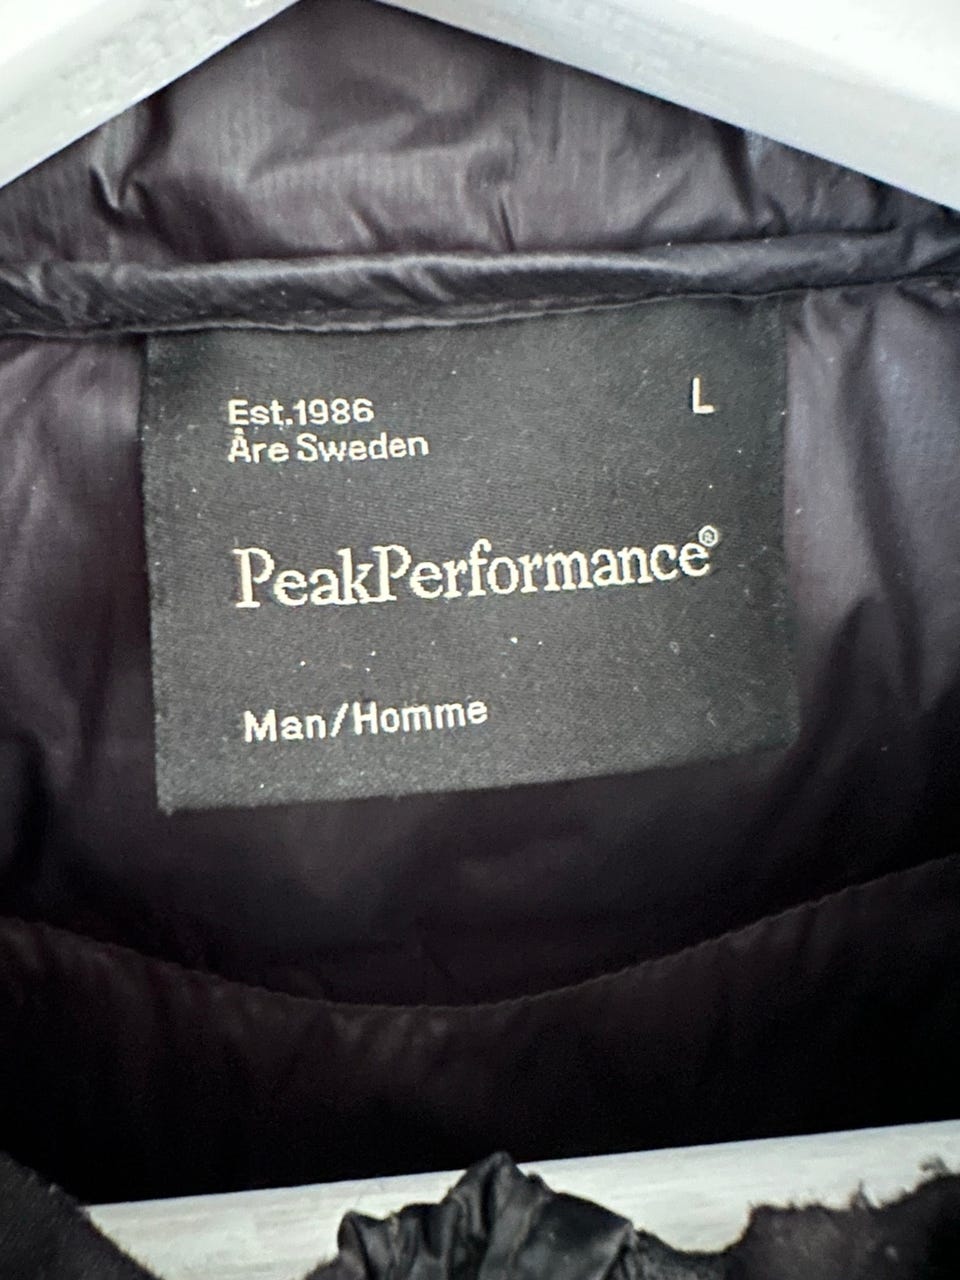 Est.1986 L
Åre Sweden
PeakPerformance®
Man/Homme